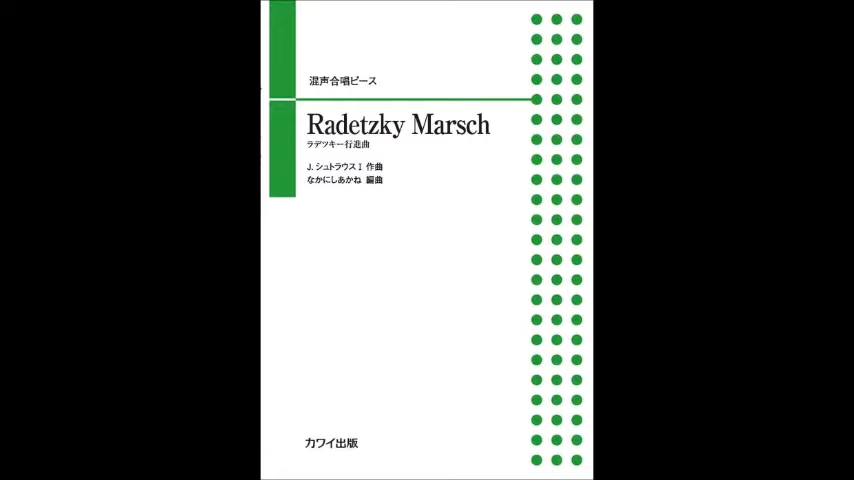 混声合唱ピース
Radetzky Marsch
ラデツキー行進曲
J. シュトラウスⅠ 作曲
なかにしあかね 編曲
カワイ出版